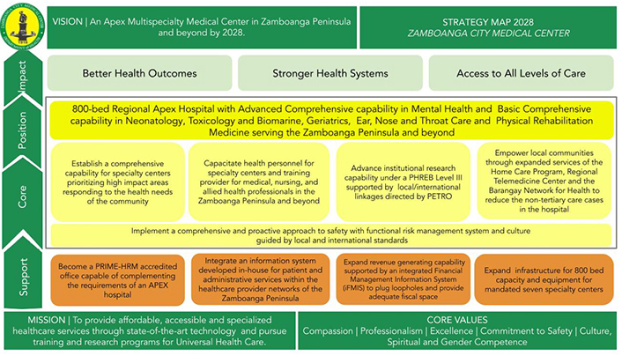 VISION | An Apex Multispecialty Medical Center in Zamboanga Peninsula
and beyond by 2028.
STRATEGY MAP 2028
ZAMBOANGA CITY MEDICAL CENTER
Impact
Better Health Outcomes
Stronger Health Systems
Access to All Levels of Care
Position
800-bed Regional Apex Hospital with Advanced Comprehensive capability in Mental Health and Basic Comprehensive
capability in Neonatology, Toxicology and Biomarine, Geriatrics, Ear, Nose and Throat Care and Physical Rehabilitation
Medicine serving the Zamboanga Peninsula and beyond
Core
Establish a comprehensive
capability for specialty centers
prioritizing high impact areas
responding to the health needs
of the community
Capacitate health personnel for
specialty centers and training
provider for medical, nursing, and
allied health professionals in the
Zamboanga Peninsula and beyond
Advance institutional research
capability under a PHREB Level III
supported by local/international
linkages directed by PETRO
Empower local communities
through expanded services of the
Home Care Program, Regional
Telemedicine Center and the
Barangay Network for Health to
reduce the non-tertiary care cases
in the hospital
Implement a comprehensive and proactive approach to safety with functional risk management system and culture
guided by local and international standards
Support
Become a PRIME-HRM accredited
office capable of complementing
the requirements of an APEX
hospital
Integrate an information system
developed in-house for patient and
administrative services within the
healthcare provider networks of the
Zamboanga Peninsula
Expand revenue generating capability
supported by an integrated Financial
Management Information System
(iFMIS) to plug loopholes and provide
adequate fiscal space
Expand infrastructure for 800 bed
capacity and equipment for
mandated seven specialty centers
MISSION | To provide affordable, accessible and specialized
healthcare services through state-of-the-art technology and pursue
training and research programs for Universal Health Care.
CORE VALUES
Compassion | Professionalism | Excellence | Commitment to Safety | Culture,
Spiritual and Gender Competence